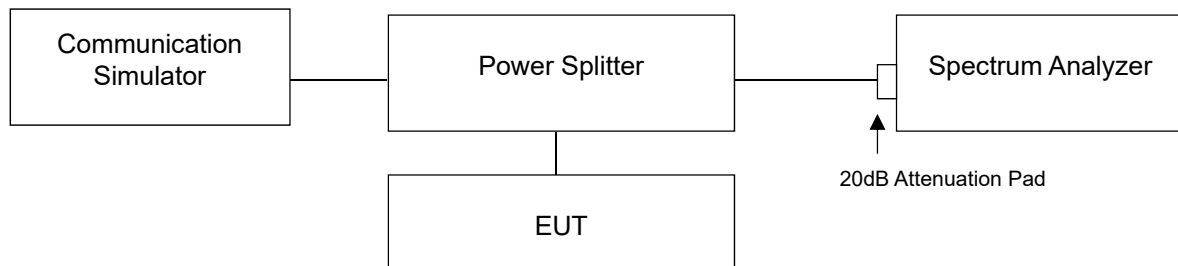 Communication
Simulator
Power Splitter
Spectrum Analyzer
20dB Attenuation Pad
EUT